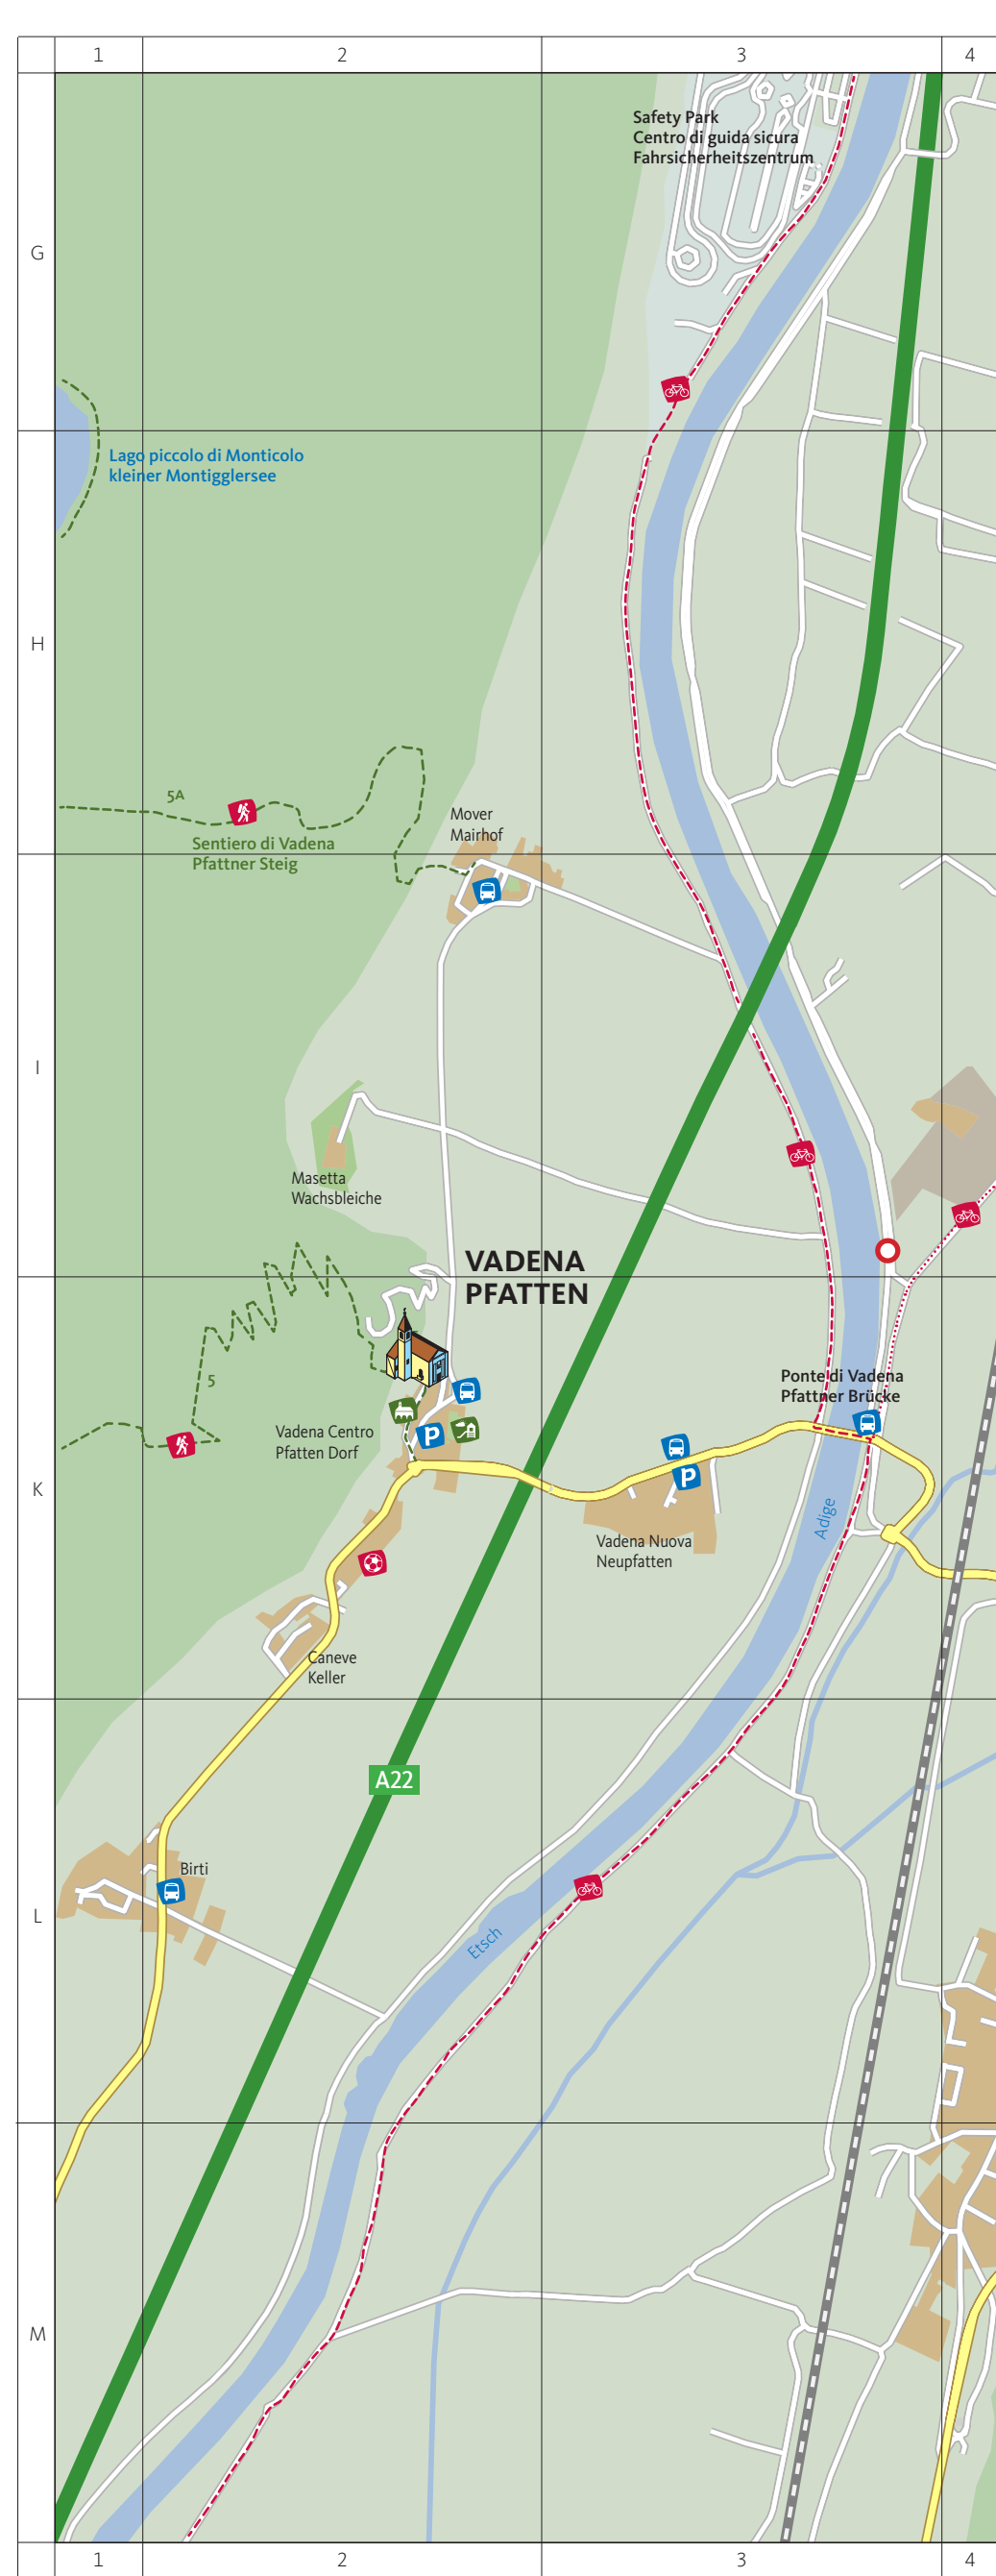 1
2
3
4
Safety Park
Centro di guida sicura
Fahrsicherheitszentrum
G
Lago piccolo di Monticolo
kleiner Montigglersee
H
5A
Sentiero di Vadena
Pfattner Steig
Mover
Mairhof
I
Masetta
Wachsbleiche
VADENA
PFATTEN
Ponte di Vadena
Pfattner Brücke
5
Vadena Centro
Pfatten Dorf
P
P
K
Adige
Vadena Nuova
Neupfatten
Caneve
Keller
A22
Birti
L
Etsch
M
1
2
3
4